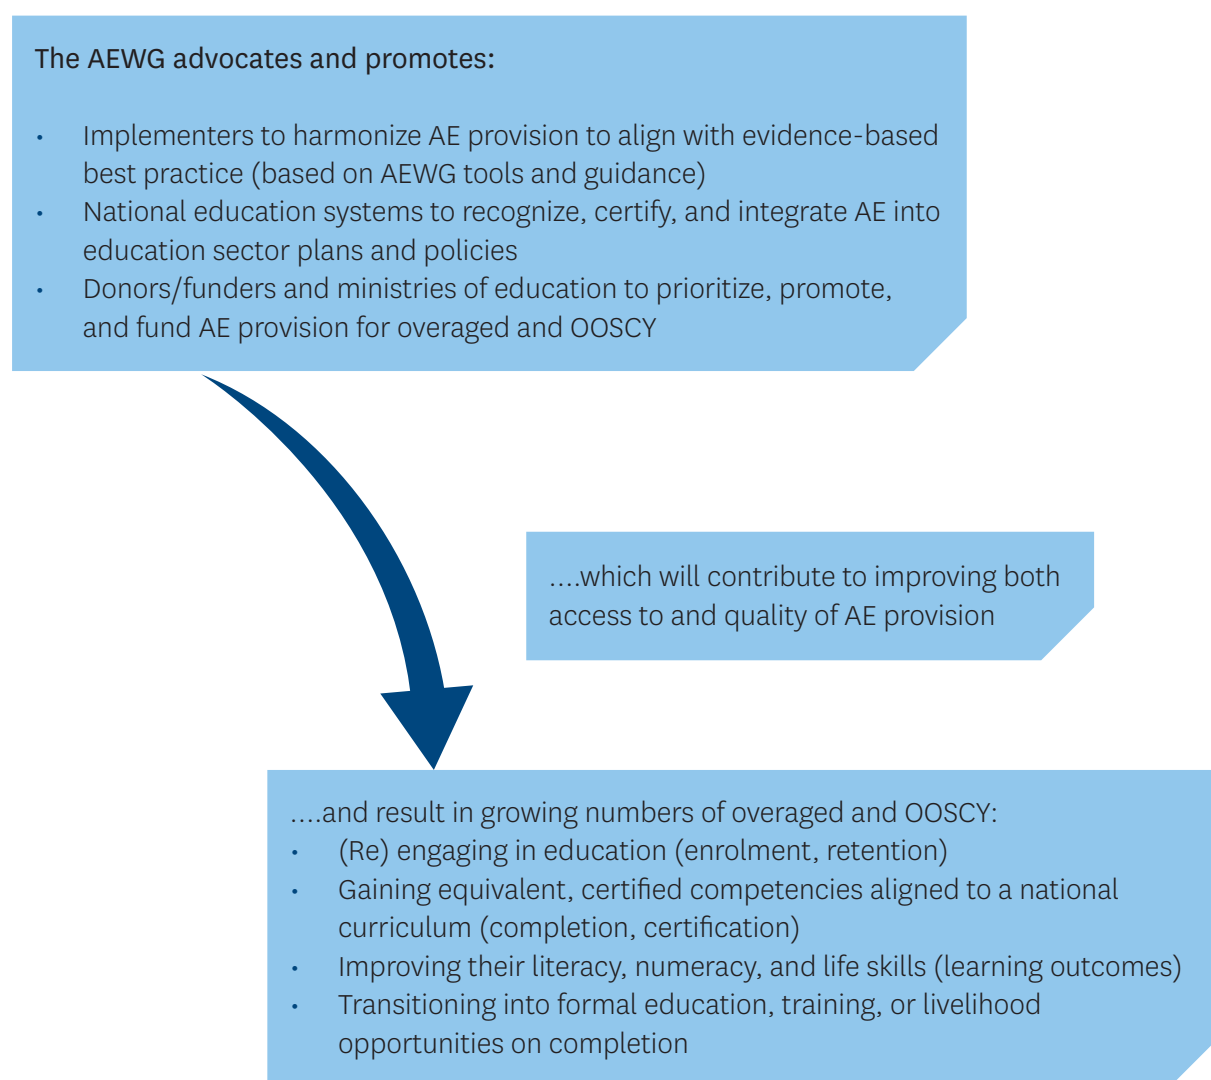 The AEWG advocates and promotes:
• Implementers to harmonize AE provision to align with evidence-based
best practice (based on AEWG tools and guidance)
• National education systems to recognize, certify, and integrate AE into
education sector plans and policies
• Donors/funders and ministries of education to prioritize, promote,
and fund AE provision for overaged and OOSCY
....which will contribute to improving both
access to and quality of AE provision
....and result in growing numbers of overaged and OOSCY:
• (Re) engaging in education (enrolment, retention)
• Gaining equivalent, certified competencies aligned to a national
curriculum (completion, certification)
• Improving their literacy, numeracy, and life skills (learning outcomes)
• Transitioning into formal education, training, or livelihood
opportunities on completion